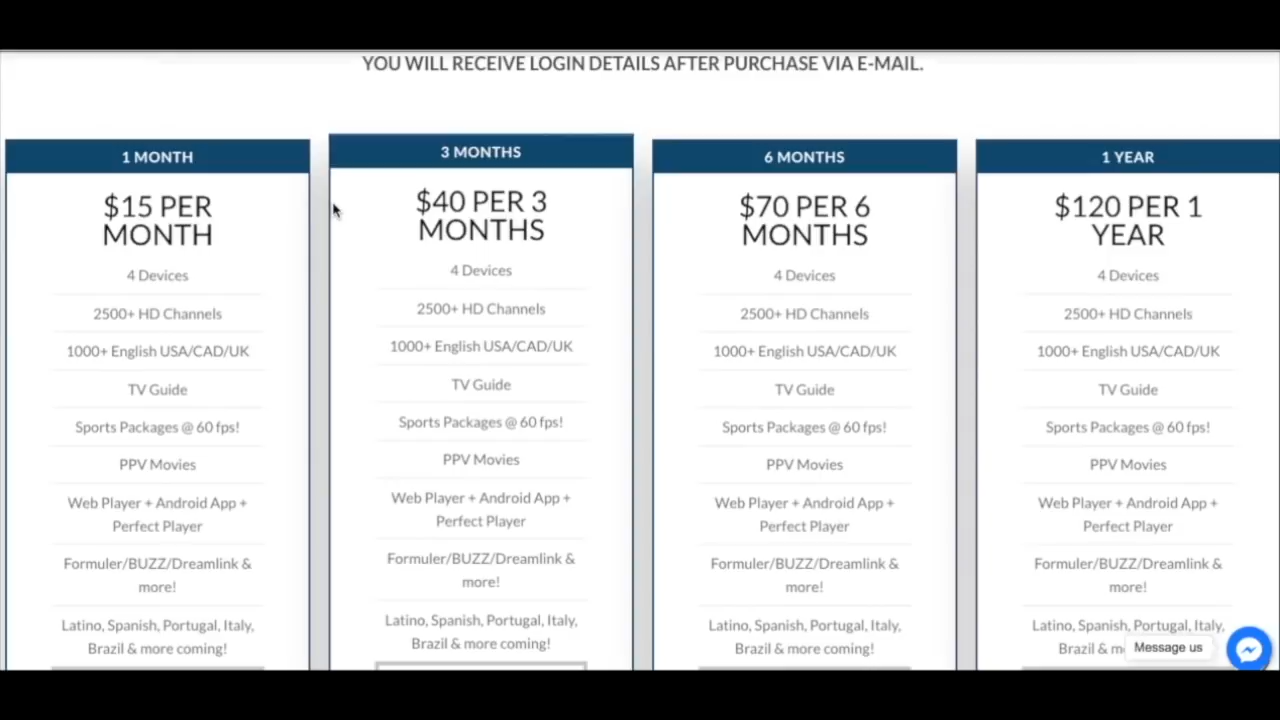 YOU WILL RECEIVE LOGIN DETAILS AFTER PURCHASE VIA E-MAIL.
1 MONTH
$15 PER
MONTH
4 Devices
2500+ HD Channels
1000+ English USA/CAD/UK
TV Guide
Sports Packages @ 60 fps!
PPV Movies
Web Player + Android App +
Perfect Player
Formuler/BUZZ/Dreamlink &
more!
Latino, Spanish, Portugal, Italy,
Brazil & more coming!
3 MONTHS
$40 PER 3
MONTHS
4 Devices
2500+ HD Channels
1000+ English USA/CAD/UK
TV Guide
Sports Packages @ 60 fps!
PPV Movies
Web Player + Android App +
Perfect Player
Formuler/BUZZ/Dreamlink &
more!
Latino, Spanish, Portugal, Italy,
Brazil & more coming!
6 MONTHS
$70 PER 6
MONTHS
4 Devices
2500+ HD Channels
1000+ English USA/CAD/UK
TV Guide
Sports Packages @ 60 fps!
PPV Movies
Web Player + Android App +
Perfect Player
Formuler/BUZZ/Dreamlink &
more!
Latino, Spanish, Portugal, Italy,
Brazil & more coming!
1 YEAR
$120 PER 1
YEAR
4 Devices
2500+ HD Channels
1000+ English USA/CAD/UK
TV Guide
Sports Packages @ 60 fps!
PPV Movies
Web Player + Android App +
Perfect Player
Formuler/BUZZ/Dreamlink &
more!
Latino, Spanish, Portugal, Italy,
Brazil &
Message us